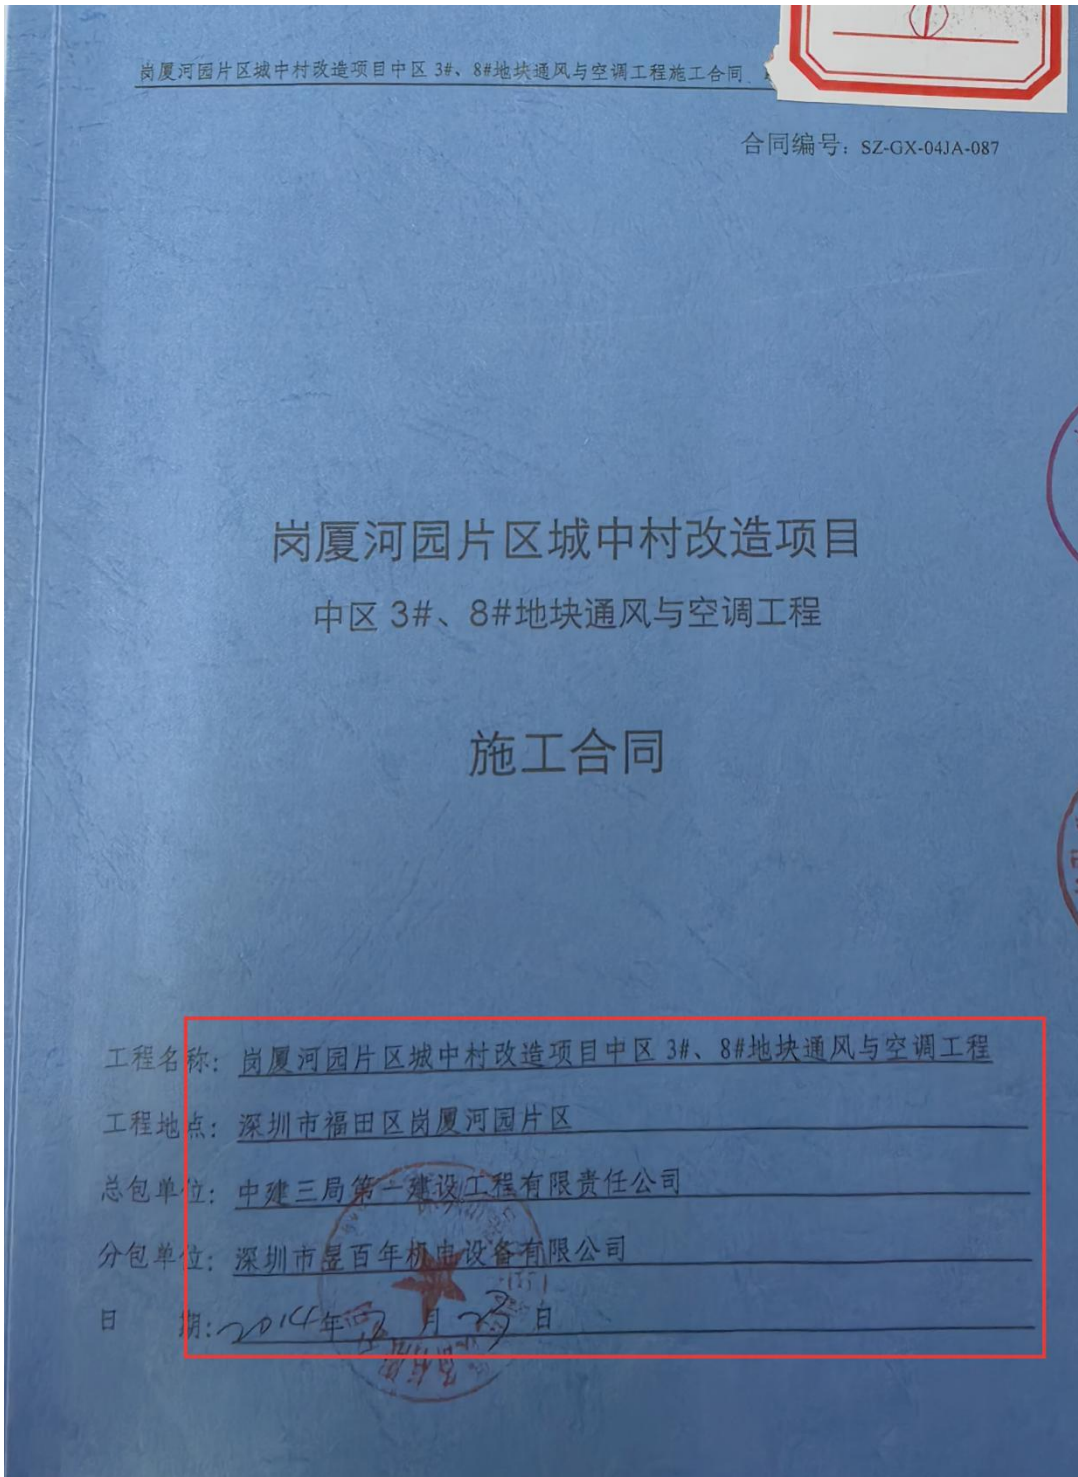 岗厦河园片区城中村改造项目中区 3#、8#地块通风与空调工程施工合同
合同编号：SZ-GX-04JA-087
岗厦河园片区城中村改造项目
中区 3#、8#地块通风与空调工程
施工合同
工程名称：岗厦河园片区城中村改造项目中区 3#、8#地块通风与空调工程
工程地点：深圳市福田区岗厦河园片区
总包单位：中建三局第一建设工程有限责任公司
分包单位：深圳市昱百年机电设备有限公司
日 期： 年 月 日